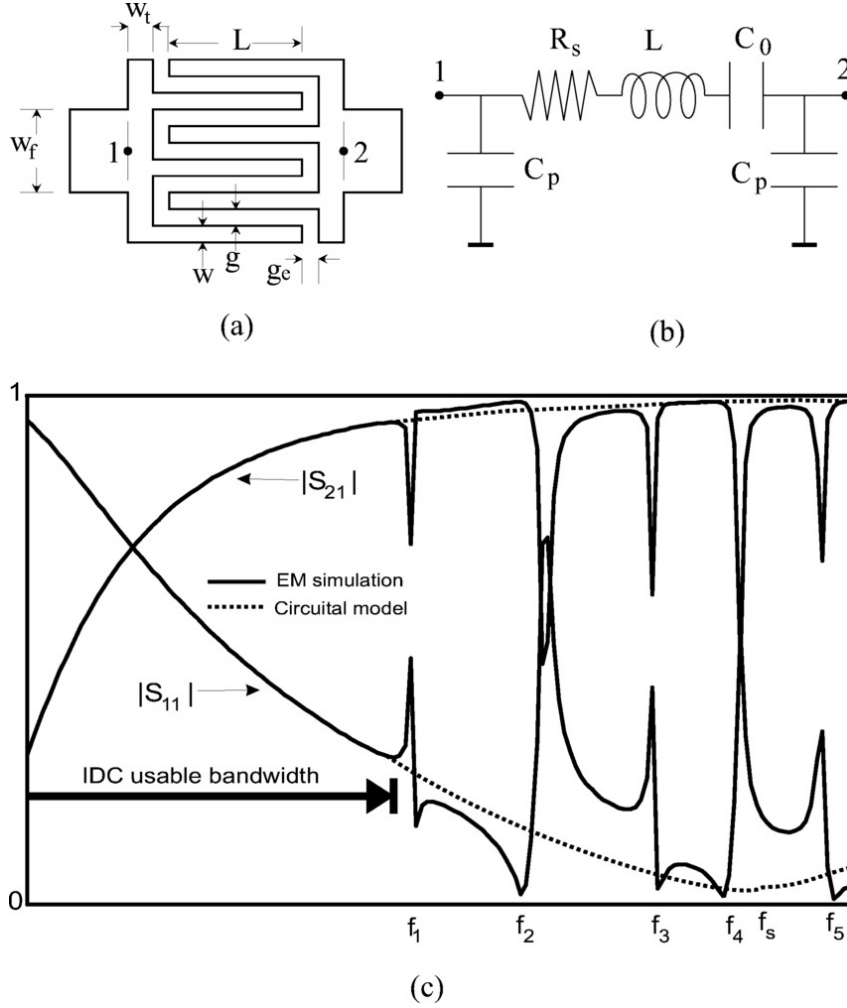 w_t
L
w_f
1
2
w
g
g_e
(a)
R_s
L
C_0
1
2
C_p
C_p
(b)
1
|S_21|
EM simulation
Circuital model
|S_11|
IDC usable bandwidth
0
f_1 f_2 f_3 f_4 f_s f_5
(c)